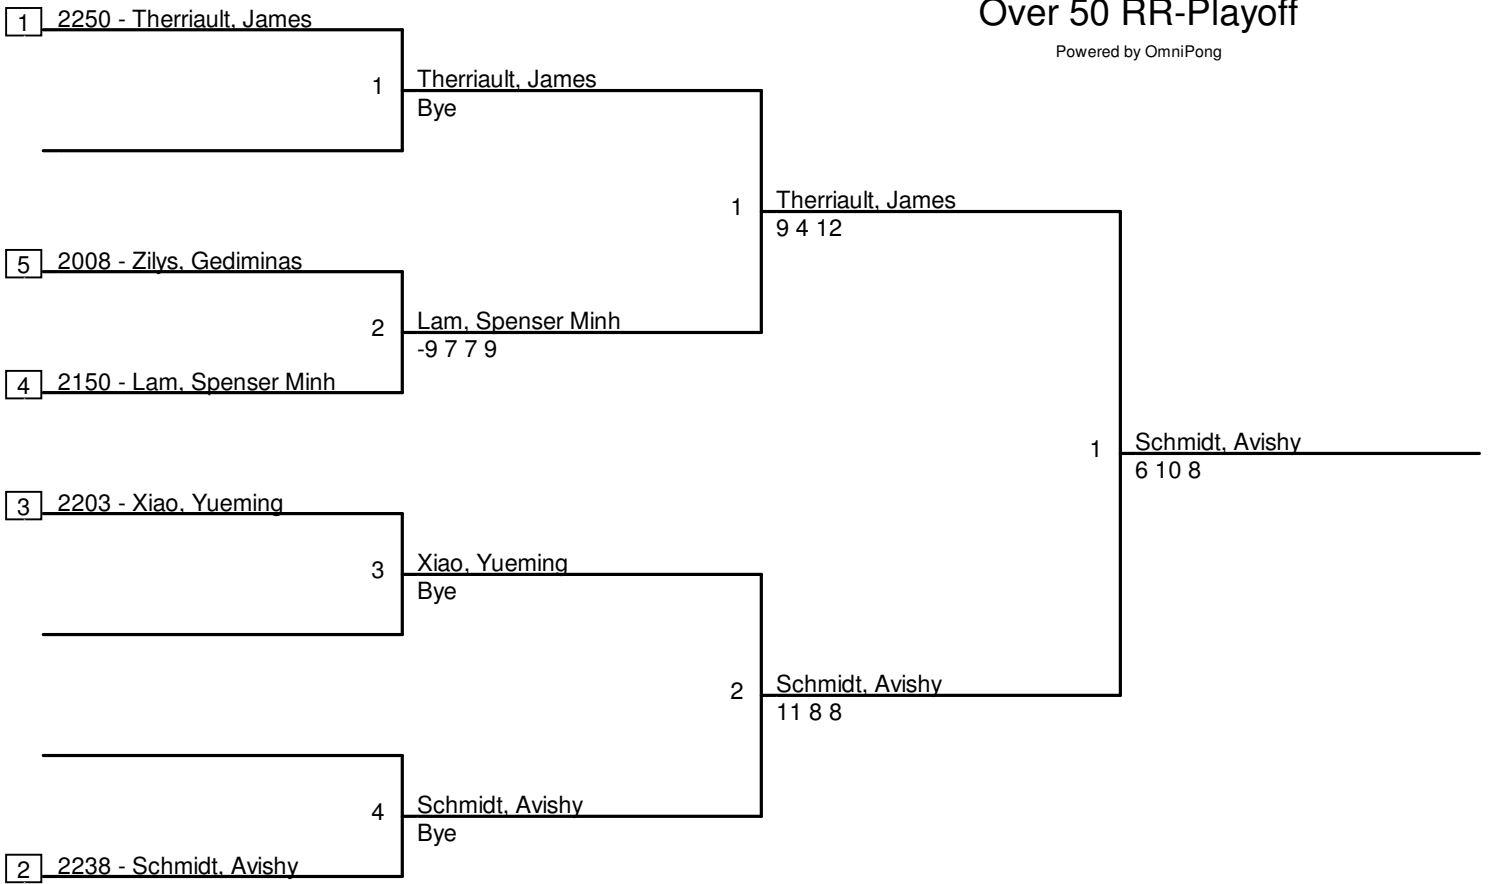 Over 50 RR-Playoff
Powered by OmniPong
1 2250 - Therriault, James
1 Therriault, James
Bye
1 Therriault, James
9 4 12
5 2008 - Zilys, Gediminas
2 Lam, Spenser Minh
-9 7 7 9
4 2150 - Lam, Spenser Minh
1 Schmidt, Avishy
6 10 8
3 2203 - Xiao, Yueming
3 Xiao, Yueming
Bye
2 Schmidt, Avishy
11 8 8
4 Schmidt, Avishy
Bye
2 2238 - Schmidt, Avishy